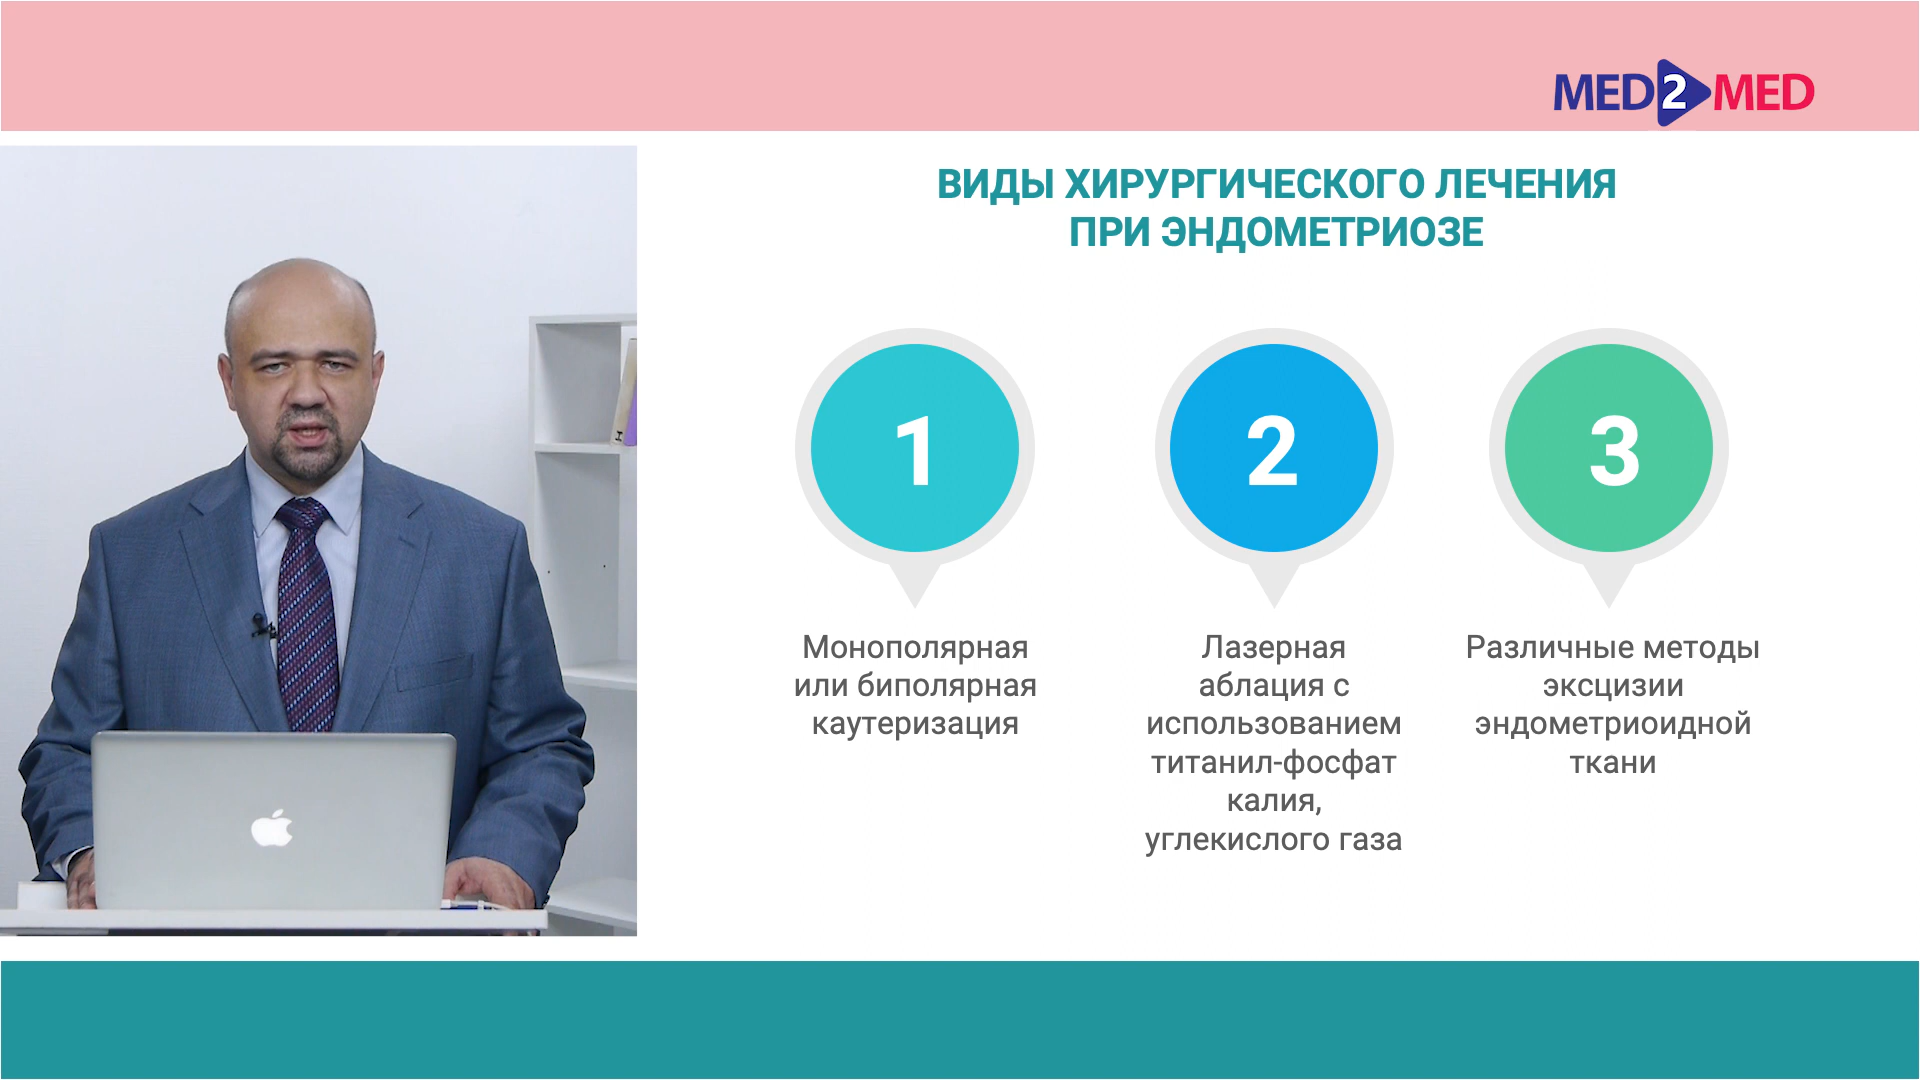 MED2MED
ВИДЫ ХИРУРГИЧЕСКОГО ЛЕЧЕНИЯ
ПРИ ЭНДОМЕТРИОЗЕ
1
Монополярная
или биполярная
каутеризация
2
Лазерная
аблация с
использованием
титанил-фосфат
калия,
углекислого газа
3
Различные методы
эксцизии
эндометриоидной
ткани